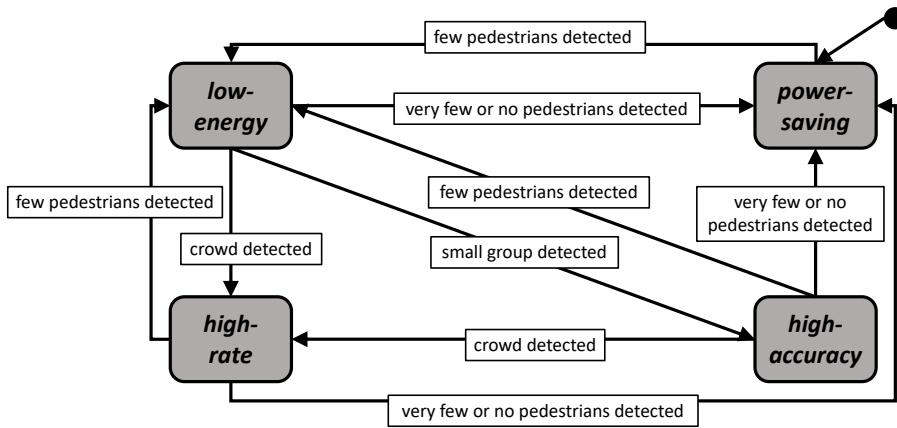 few pedestrians detected
low-
energy
very few or no pedestrians detected
power-
saving
few pedestrians detected
few pedestrians detected
very few or no
pedestrians detected
crowd detected
small group detected
high-
rate
crowd detected
high-
accuracy
very few or no pedestrians detected